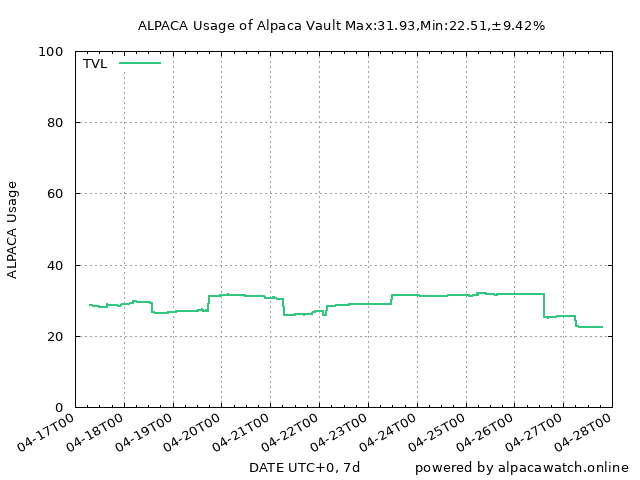 ALPACA Usage of Alpaca Vault Max:31.93,Min:22.51,±9.42%
TVL
100
80
60
40
20
0
ALPACA Usage
04-17T00
04-18T00
04-19T00
04-20T00
04-21T00
04-22T00
04-23T00
04-24T00
04-25T00
04-26T00
04-27T00
04-28T00
DATE UTC+0, 7d
powered by alpacawatch.online